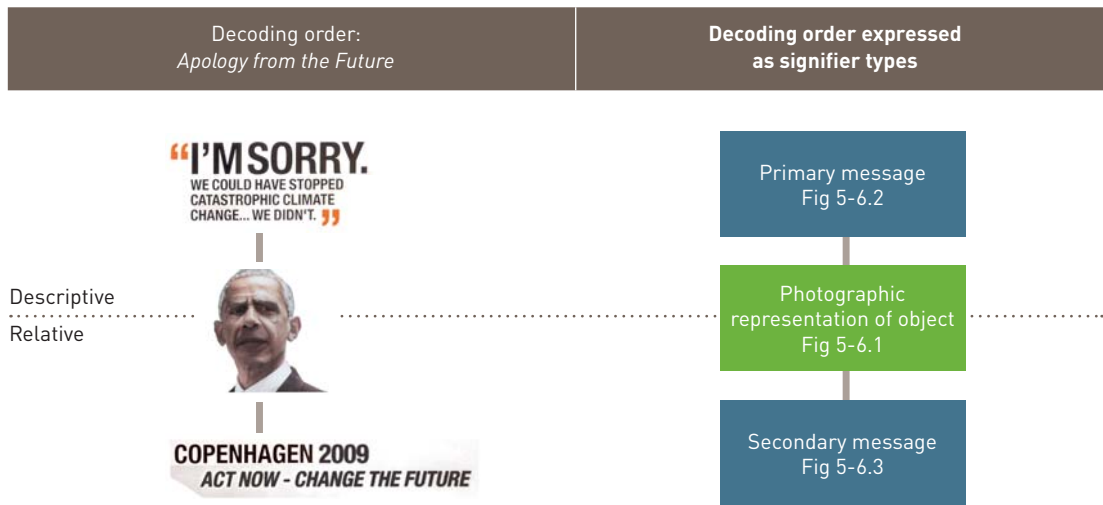 Decoding order:
Apology from the Future
Decoding order expressed
as signifier types
“I'M SORRY.
WE COULD HAVE STOPPED
CATASTROPHIC CLIMATE
CHANGE... WE DIDN'T.”
Primary message
Fig 5-6.2
Descriptive
Relative
Photographic
representation of object
Fig 5-6.1
COPENHAGEN 2009
ACT NOW - CHANGE THE FUTURE
Secondary message
Fig 5-6.3